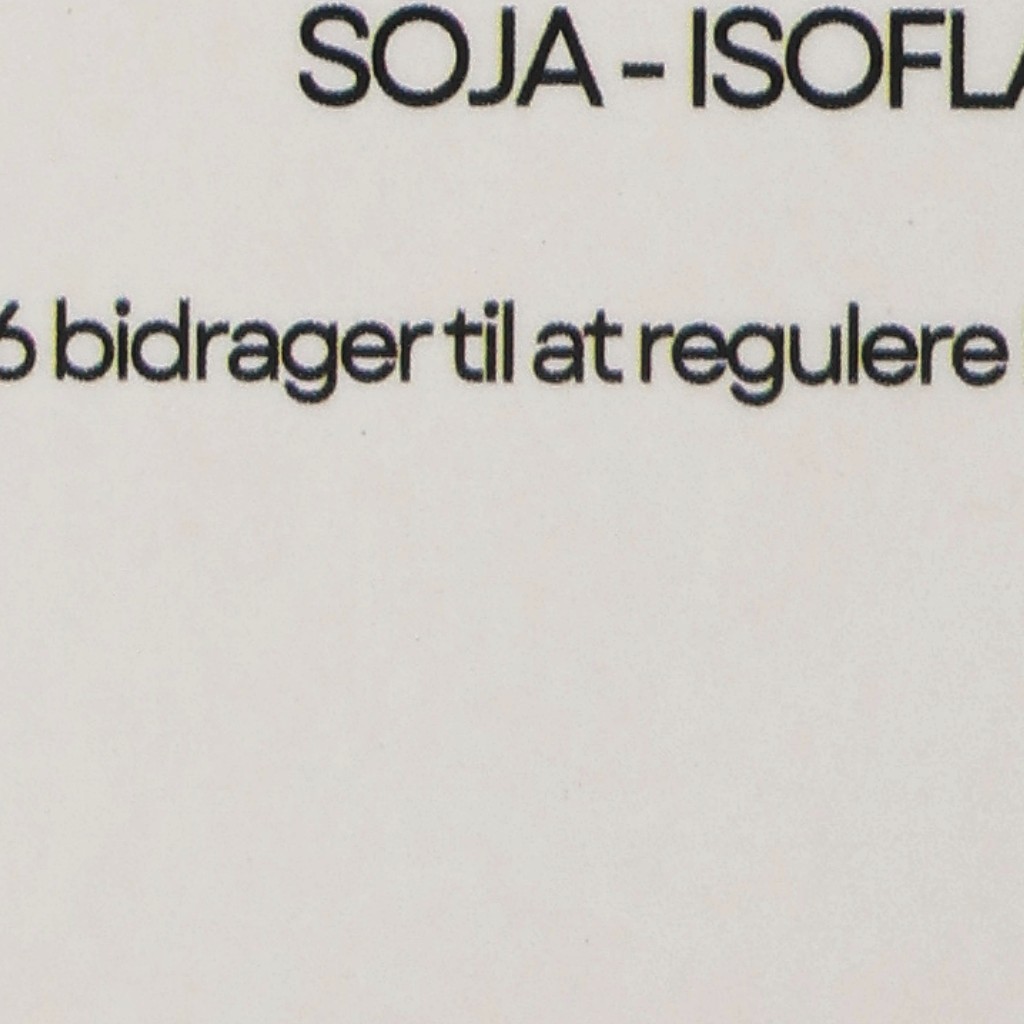 SOJA - ISOFLA
6 bidrager til at regulere